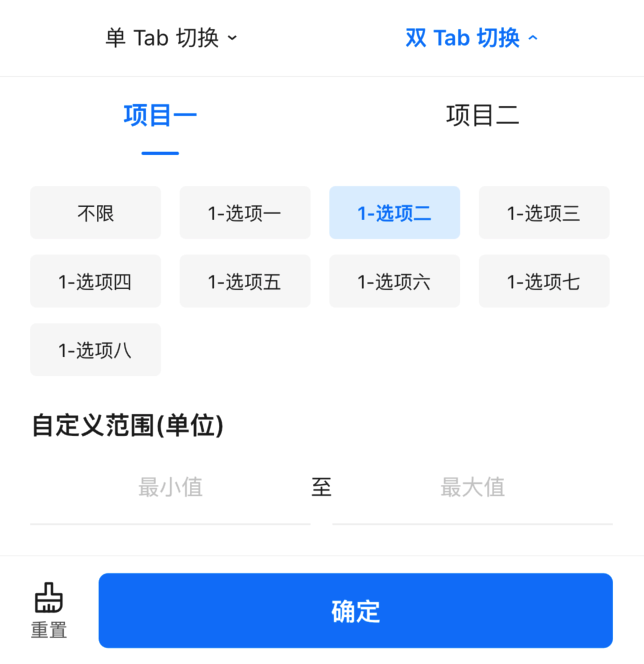 单 Tab 切换 双 Tab 切换
项目一 项目二
不限 1-选项一 1-选项二 1-选项三
1-选项四 1-选项五 1-选项六 1-选项七
1-选项八
自定义范围(单位)
最小值 至 最大值
重置 确定